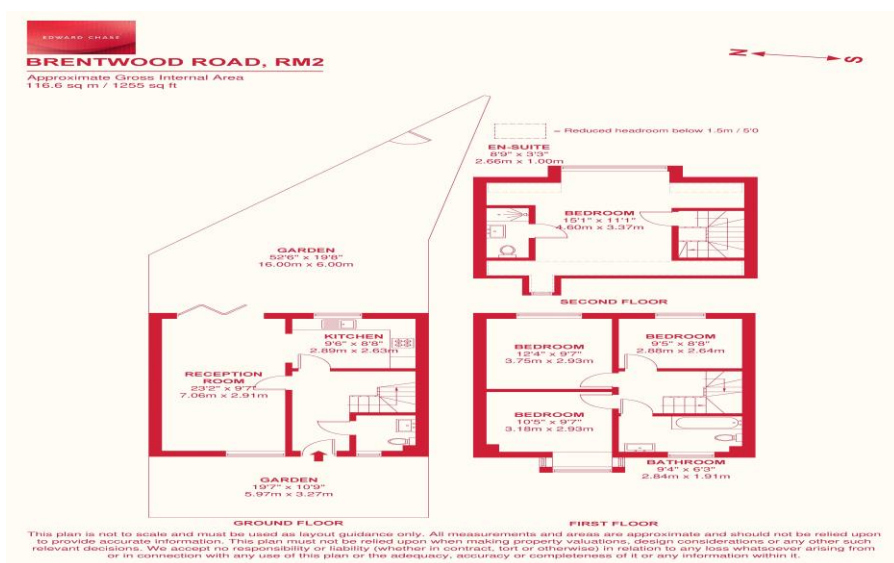 EDWARD CHASE
BRENTWOOD ROAD, RM2
Approximate Gross Internal Area
116.6 sq m / 1255 sq ft
N S
= Reduced headroom below 1.5m / 5'0
EN-SUITE
8'9" x 3'3"
2.66m x 1.00m
BEDROOM
15'1" x 11'1"
4.60m x 3.37m
SECOND FLOOR
GARDEN
52'6" x 19'8"
16.00m x 6.00m
KITCHEN
9'6" x 8'8"
2.89m x 2.63m
RECEPTION
ROOM
23'2" x 9'7"
7.06m x 2.91m
GARDEN
19'7" x 10'9"
5.97m x 3.27m
GROUND FLOOR
BEDROOM
12'4" x 9'7"
3.75m x 2.93m
BEDROOM
9'5" x 8'8"
2.88m x 2.64m
BEDROOM
10'5" x 9'7"
3.18m x 2.93m
BATHROOM
9'4" x 6'3"
2.84m x 1.91m
FIRST FLOOR
This plan is not to scale and must be used as layout guidance only. All measurements and areas are approximate and should not be relied upon
to provide accurate information. This plan must not be relied upon when making property valuations, design considerations or any other such
relevant decisions. We accept no responsibility or liability (whether in contract, tort or otherwise) in relation to any loss whatsoever arising from
or in connection with any use of this plan or the adequacy, accuracy or completeness of it or any information within it.